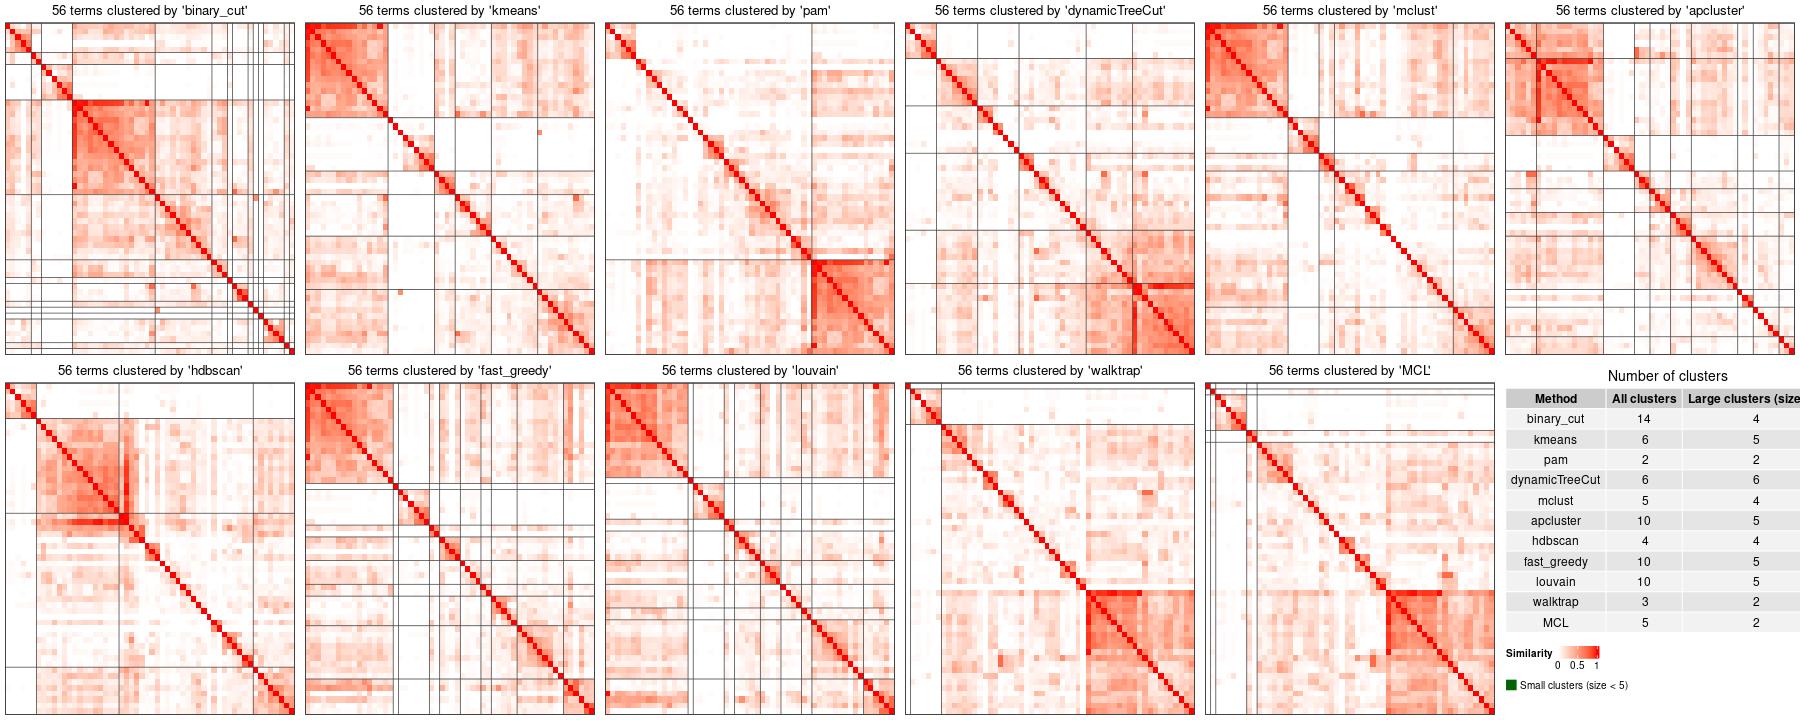 56 terms clustered by 'binary_cut'
56 terms clustered by 'kmeans'
56 terms clustered by 'pam'
56 terms clustered by 'dynamicTreeCut'
56 terms clustered by 'mclust'
56 terms clustered by 'apcluster'
56 terms clustered by 'hdbscan'
56 terms clustered by 'fast_greedy'
56 terms clustered by 'louvain'
56 terms clustered by 'walktrap'
56 terms clustered by 'MCL'
Number of clusters
Method All clusters Large clusters (size
binary_cut 14 4
kmeans 6 5
pam 2 2
dynamicTreeCut 6 6
mclust 5 4
apcluster 10 5
hdbscan 4 4
fast_greedy 10 5
louvain 10 5
walktrap 3 2
MCL 5 2
Similarity
0 0.5 1
Small clusters (size < 5)